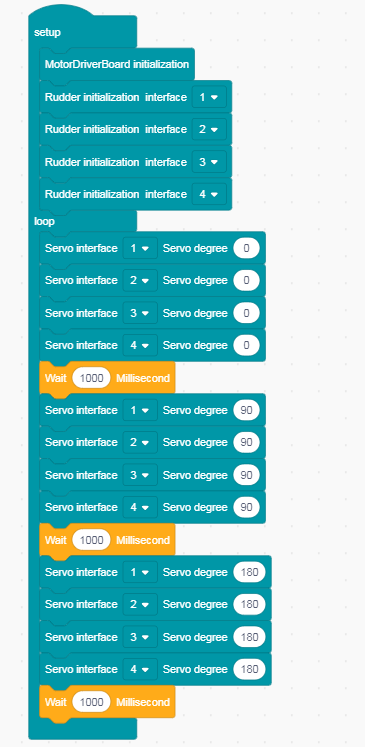 setup
MotorDriverBoard initialization
Rudder initialization interface 1
Rudder initialization interface 2
Rudder initialization interface 3
Rudder initialization interface 4
loop
Servo interface 1 Servo degree 0
Servo interface 2 Servo degree 0
Servo interface 3 Servo degree 0
Servo interface 4 Servo degree 0
Wait 1000 Millisecond
Servo interface 1 Servo degree 90
Servo interface 2 Servo degree 90
Servo interface 3 Servo degree 90
Servo interface 4 Servo degree 90
Wait 1000 Millisecond
Servo interface 1 Servo degree 180
Servo interface 2 Servo degree 180
Servo interface 3 Servo degree 180
Servo interface 4 Servo degree 180
Wait 1000 Millisecond